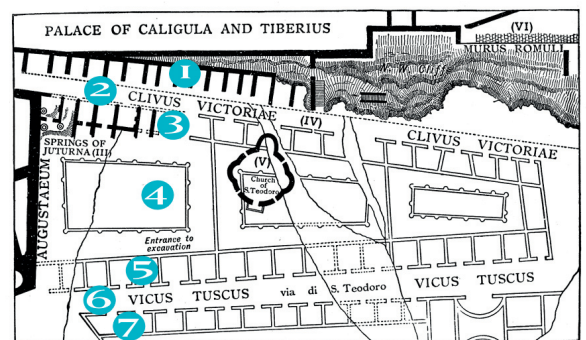 PALACE OF CALIGULA AND TIBERIUS
(VI)
MURUS ROMULI
1
N. W. Cliff
2
CLIVUS VICTORIAE (IV)
3
CLIVUS VICTORIAE
SPRINGS OF
JUTURNA (III)
(V)
Church
of
S. Teodoro
4
AUGUSTAEUM
Entrance to
excavation
5
6
VICUS TUSCUS via di S. Teodoro VICUS TUSCUS
7